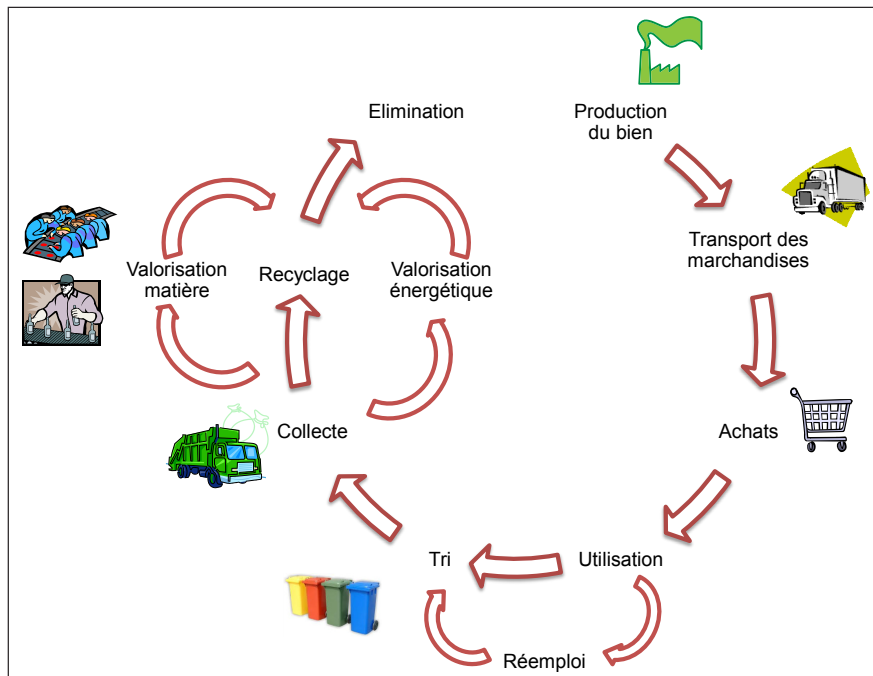 Elimination
Production
du bien
Transport des
marchandises
Valorisation
matière
Recyclage
Valorisation
énergétique
Collecte
Achats
Tri
Utilisation
Réemploi